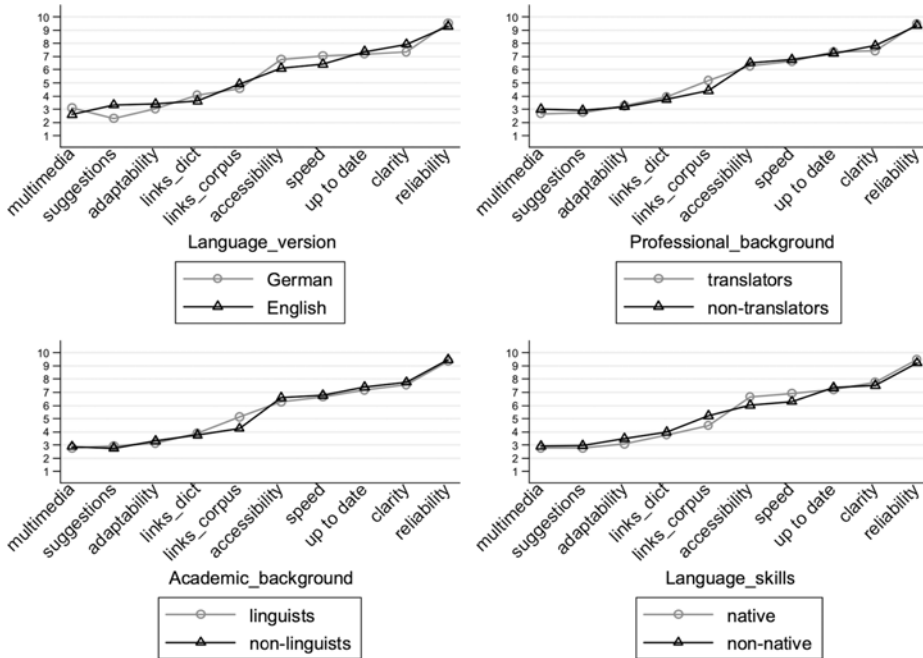 10
9
8
7
6
5
4
3
2
1
multimedia
suggestions
adaptability
links_dict
links_corpus
accessibility
speed
up to date
clarity
reliability
Language_version
German
English
10
9
8
7
6
5
4
3
2
1
multimedia
suggestions
adaptability
links_dict
links_corpus
accessibility
speed
up to date
clarity
reliability
Professional_background
translators
non-translators
10
9
8
7
6
5
4
3
2
1
multimedia
suggestions
adaptability
links_dict
links_corpus
accessibility
speed
up to date
clarity
reliability
Academic_background
linguists
non-linguists
10
9
8
7
6
5
4
3
2
1
multimedia
suggestions
adaptability
links_dict
links_corpus
accessibility
speed
up to date
clarity
reliability
Language_skills
native
non-native